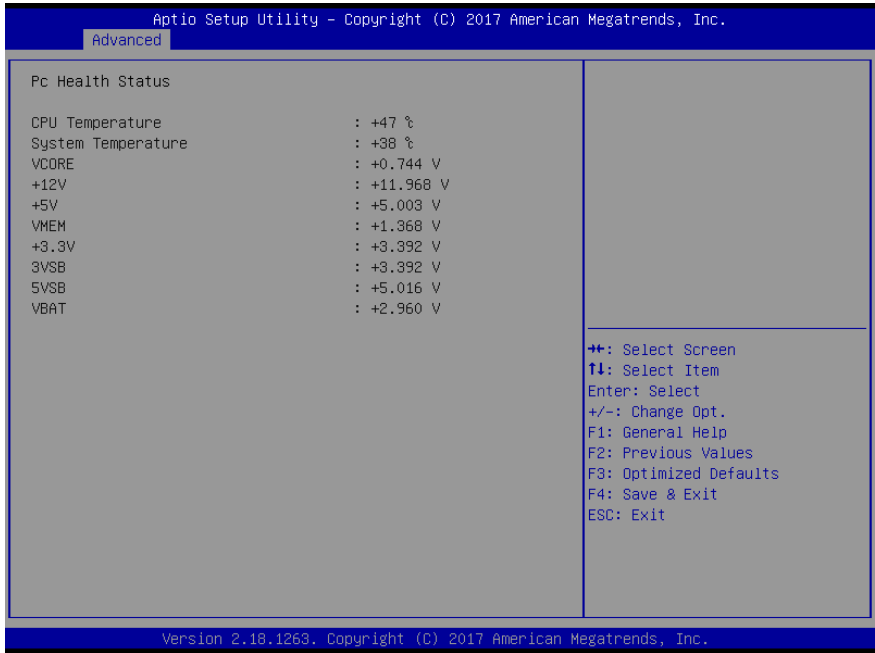 Aptio Setup Utility – Copyright (C) 2017 American Megatrends, Inc.
Advanced
Pc Health Status
CPU Temperature : +47 ℃
System Temperature : +38 ℃
VCORE : +0.744 V
+12V : +11.968 V
+5V : +5.003 V
VMEM : +1.368 V
+3.3V : +3.392 V
3VSB : +3.392 V
5VSB : +5.016 V
VBAT : +2.960 V
→←: Select Screen
↑↓: Select Item
Enter: Select
+/-: Change Opt.
F1: General Help
F2: Previous Values
F3: Optimized Defaults
F4: Save & Exit
ESC: Exit
Version 2.18.1263. Copyright (C) 2017 American Megatrends, Inc.